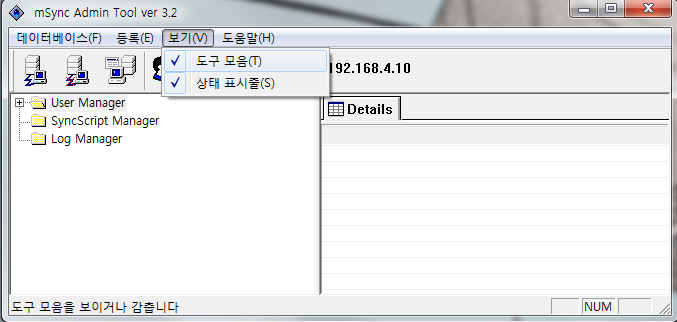 mSync Admin Tool ver 3.2
데이터베이스(F) 등록(E) 보기(V) 도움말(H)
도구 모음(T)
상태 표시줄(S)
92.168.4.10
User Manager
SyncScript Manager
Log Manager
Details
도구 모음을 보이거나 감춥니다
NUM